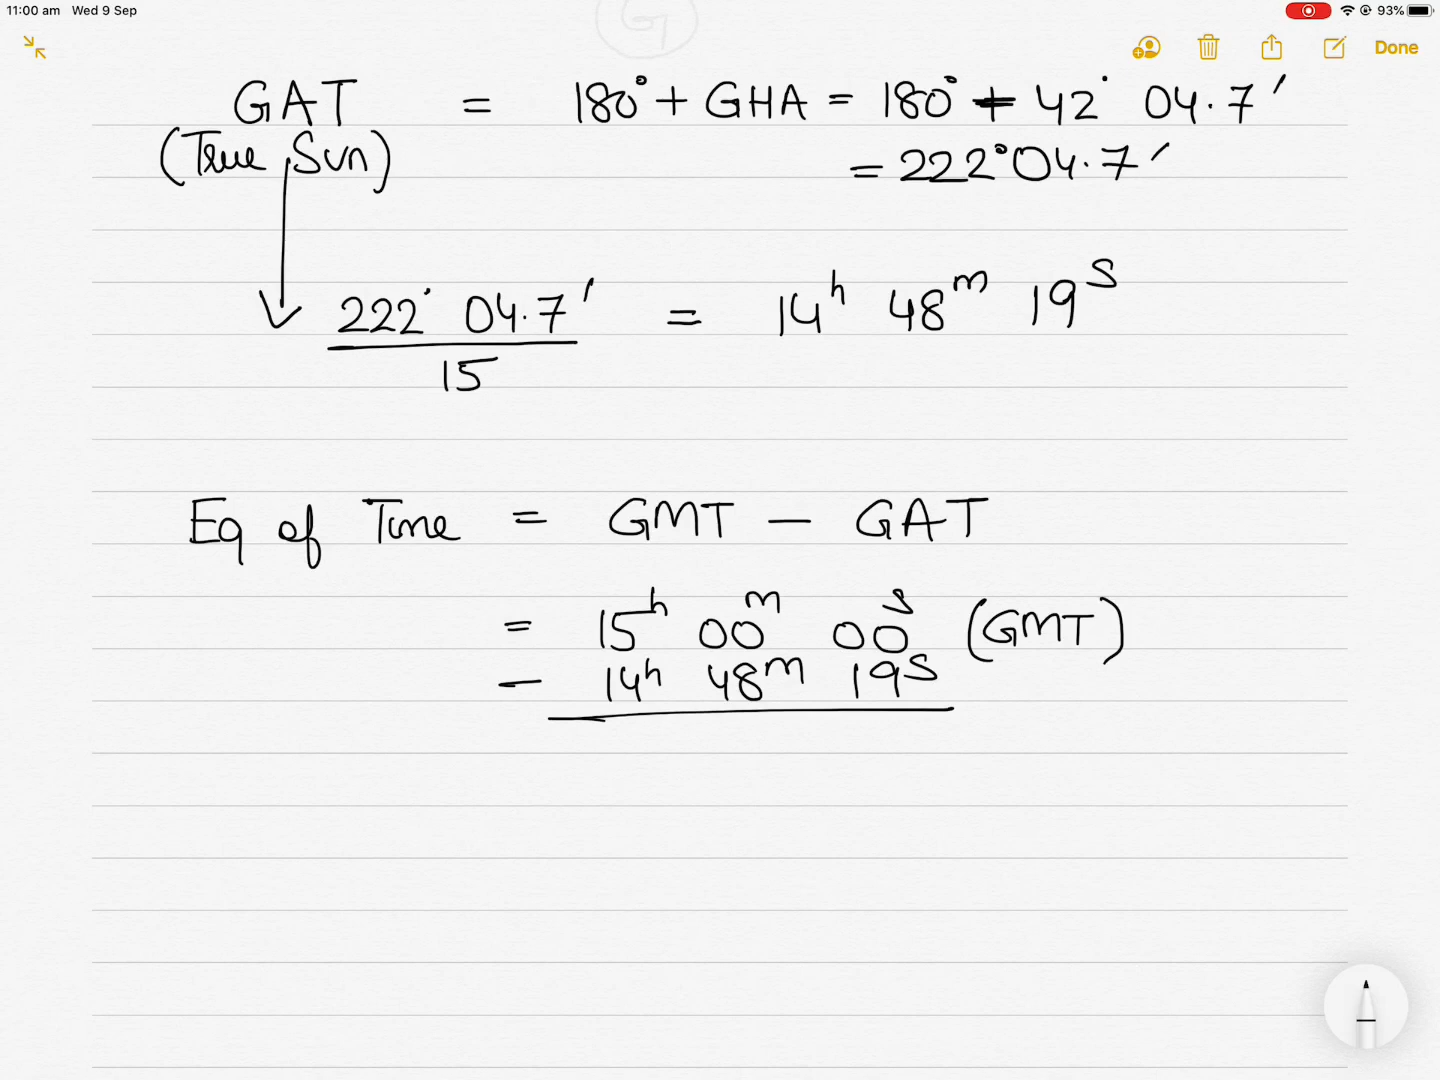 11:00 am Wed 9 Sep 93%
G
Done
GAT = 180° + GHA = 180° + 42° 04.7′
(True Sun) = 222° 04.7′
222° 04.7′ = 14h 48m 19s
15
Eq of Time = GMT − GAT
= 15h 00m 00s (GMT)
− 14h 48m 19s